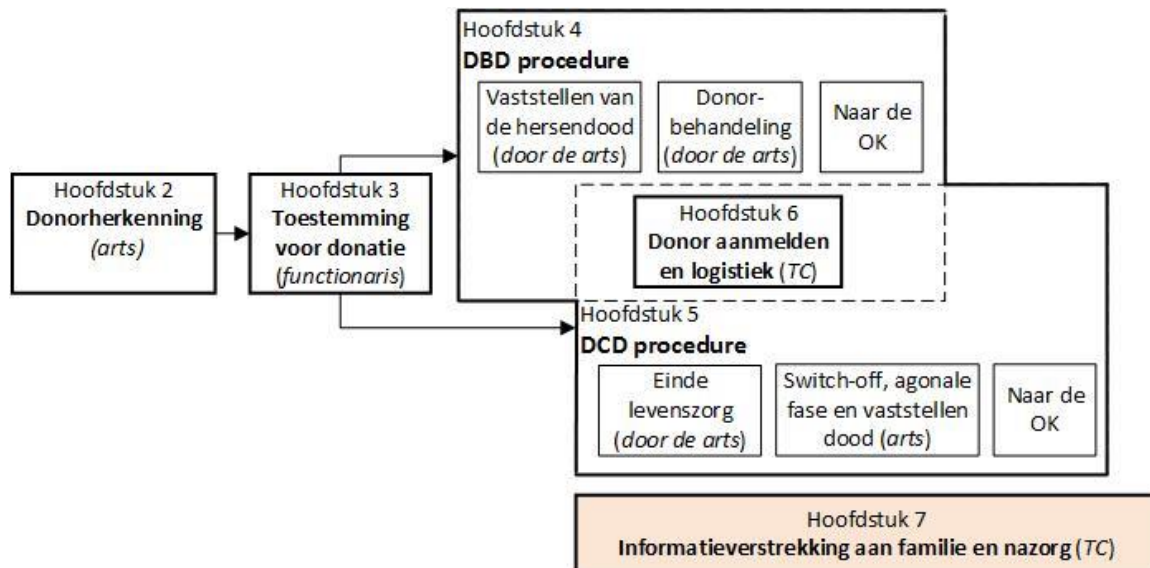 Hoofdstuk 2
Donorherkenning
(arts)
Hoofdstuk 3
Toestemming
voor donatie
(functionaris)
Hoofdstuk 4
DBD procedure
Vaststellen van
de hersendood
(door de arts)
Donor-
behandeling
(door de arts)
Naar de
OK
Hoofdstuk 6
Donor aanmelden
en logistiek (TC)
Hoofdstuk 5
DCD procedure
Einde
levenszorg
(door de arts)
Switch-off, agonale
fase en vaststellen
dood (arts)
Naar de
OK
Hoofdstuk 7
Informatieverstrekking aan familie en nazorg (TC)